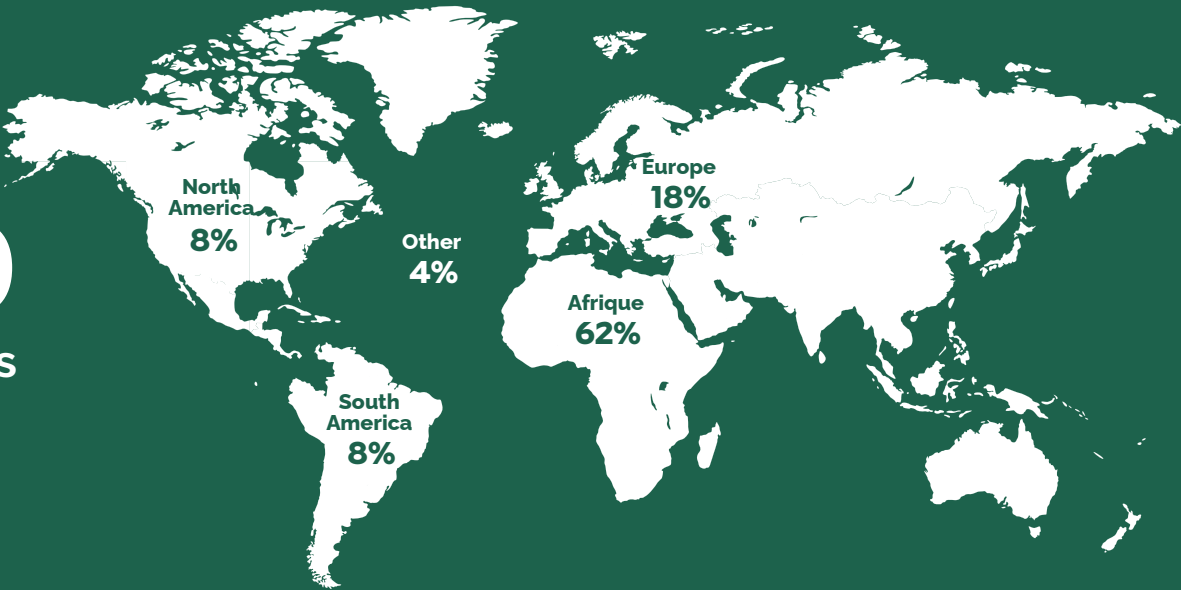 North
America
8%
Other
4%
Europe
18%
Afrique
62%
South
America
8%
s